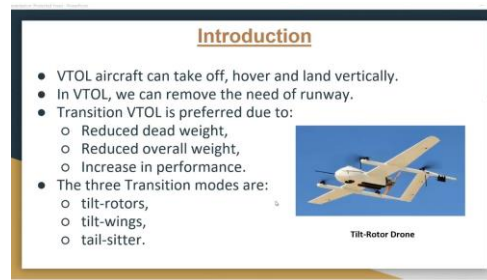 Introduction
● VTOL aircraft can take off, hover and land vertically.
● In VTOL, we can remove the need of runway.
● Transition VTOL is preferred due to:
○ Reduced dead weight,
○ Reduced overall weight,
○ Increase in performance.
● The three Transition modes are:
○ tilt-rotors,
○ tilt-wings,
○ tail-sitter.
Tilt-Rotor Drone